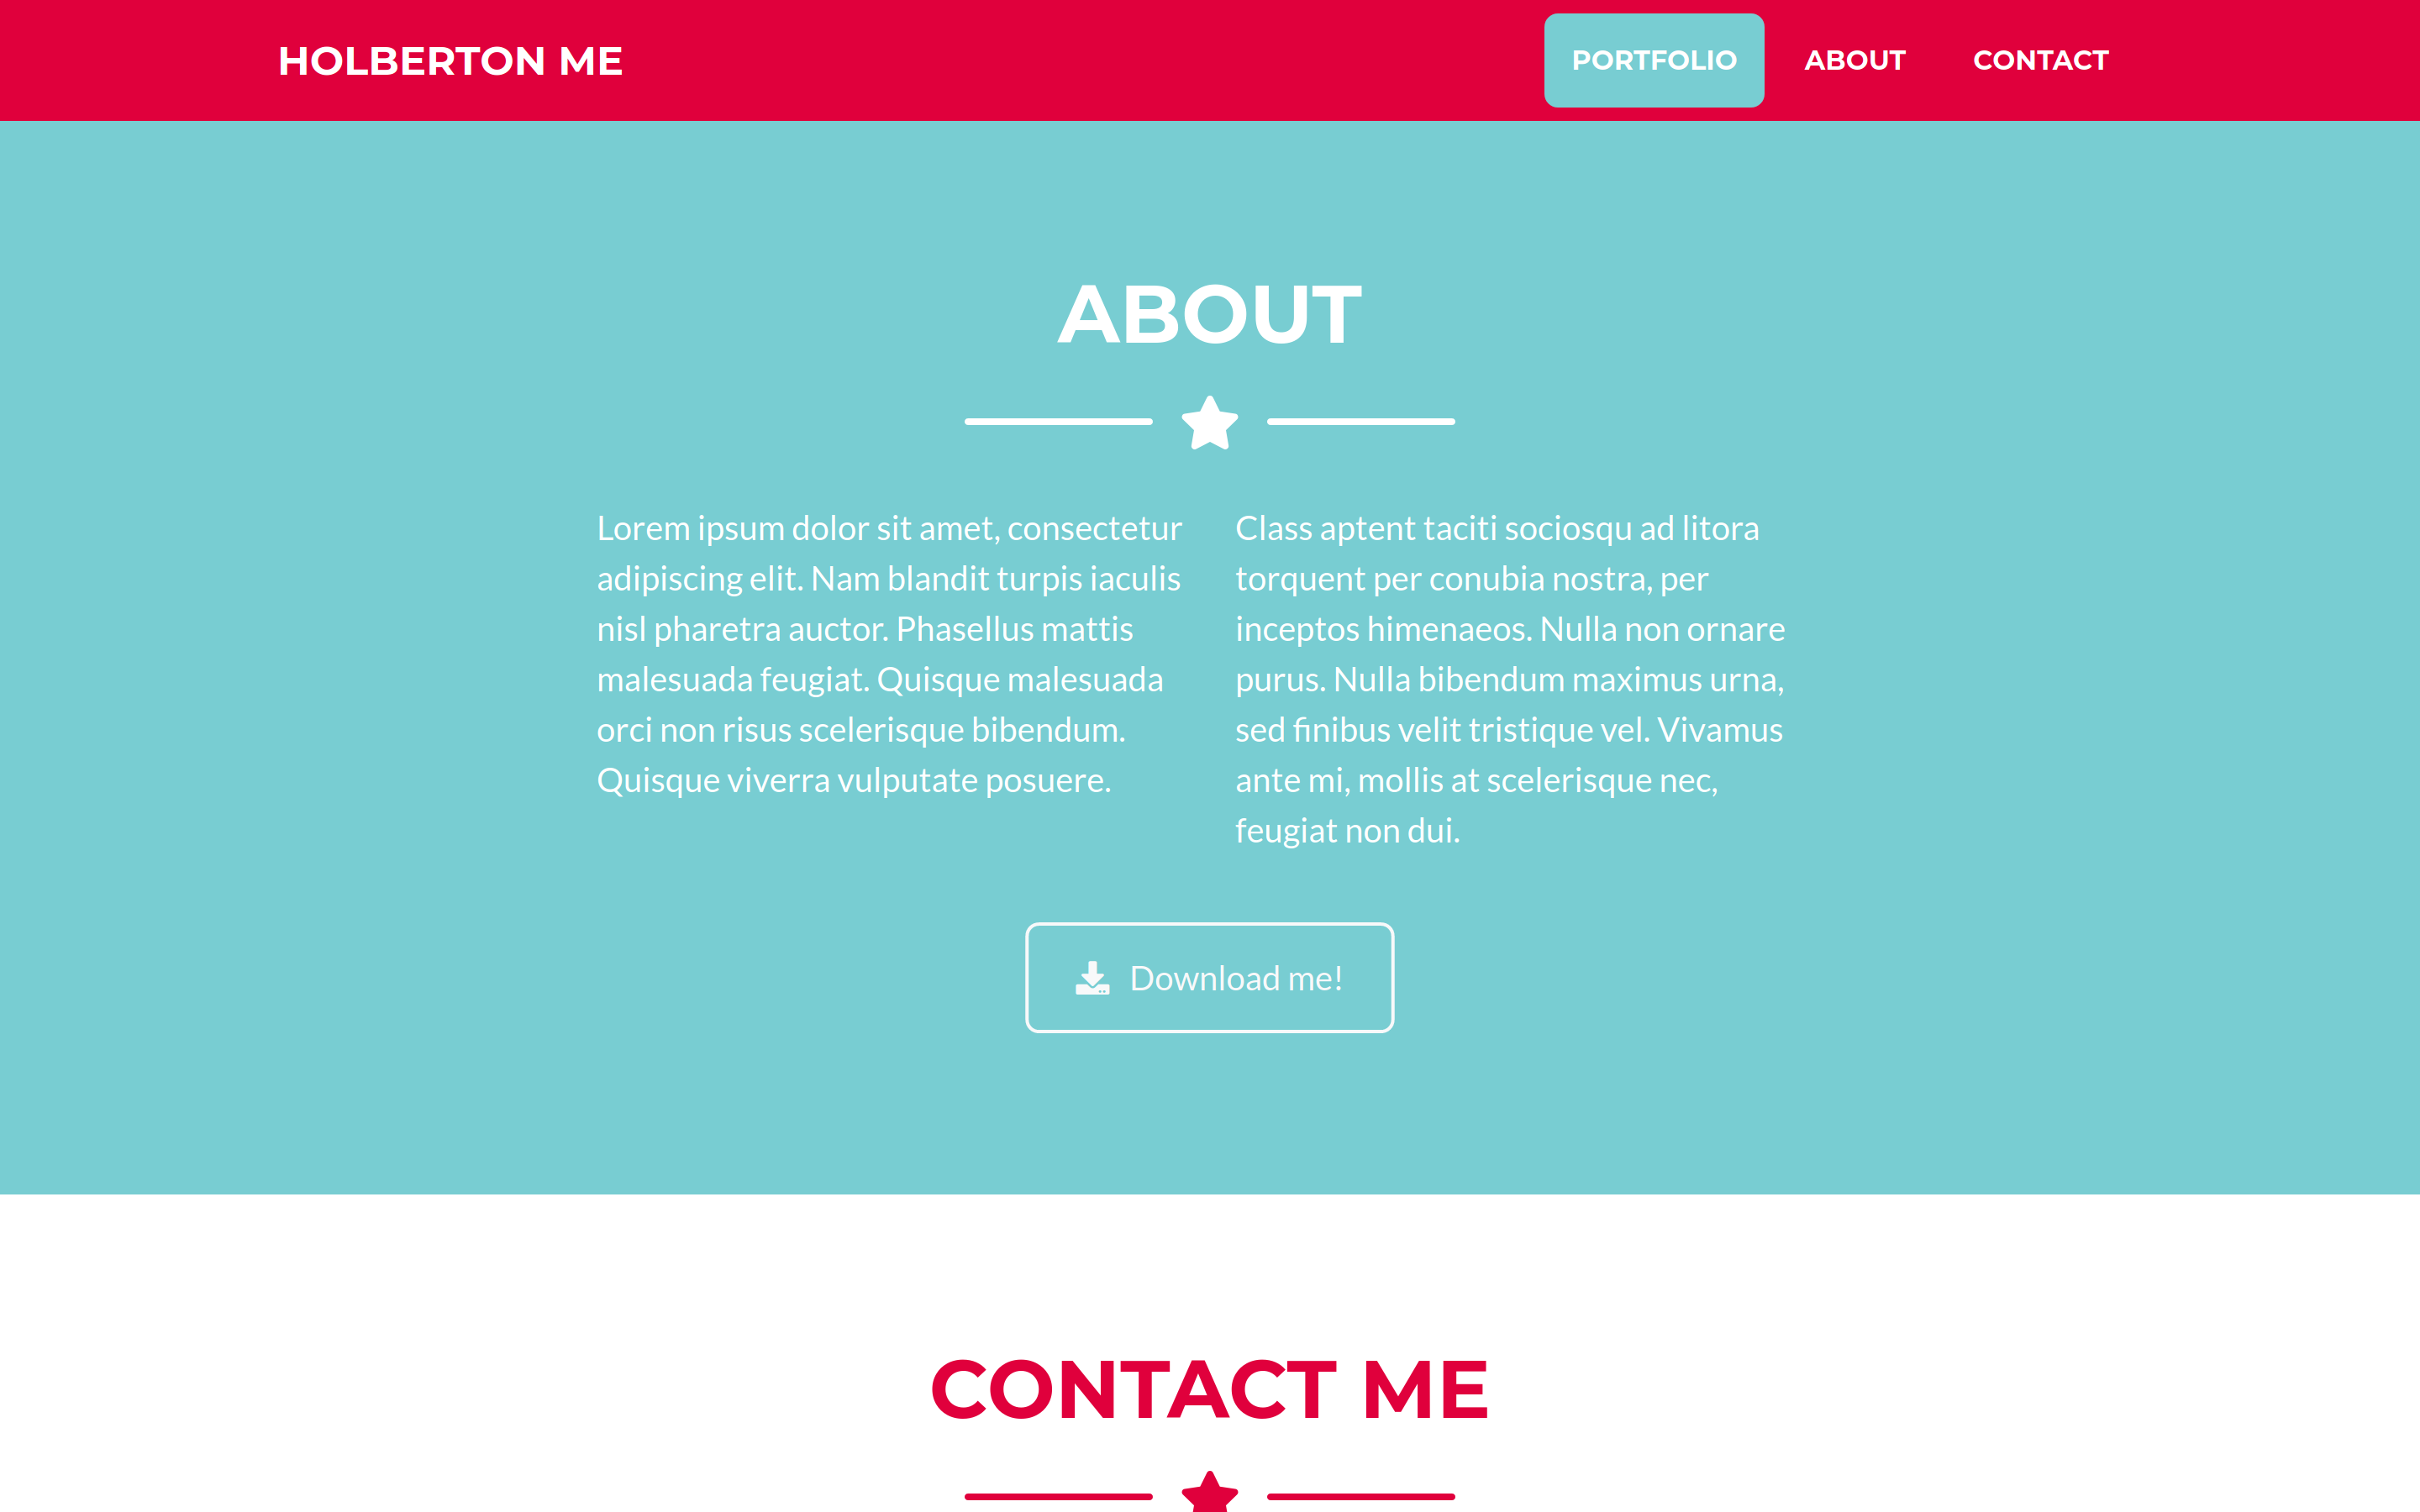 HOLBERTON ME
PORTFOLIO
ABOUT
CONTACT
ABOUT
Lorem ipsum dolor sit amet, consectetur
adipiscing elit. Nam blandit turpis iaculis
nisl pharetra auctor. Phasellus mattis
malesuada feugiat. Quisque malesuada
orci non risus scelerisque bibendum.
Quisque viverra vulputate posuere.
Class aptent taciti sociosqu ad litora
torquent per conubia nostra, per
inceptos himenaeos. Nulla non ornare
purus. Nulla bibendum maximus urna,
sed finibus velit tristique vel. Vivamus
ante mi, mollis at scelerisque nec,
feugiat non dui.
Download me!
CONTACT ME